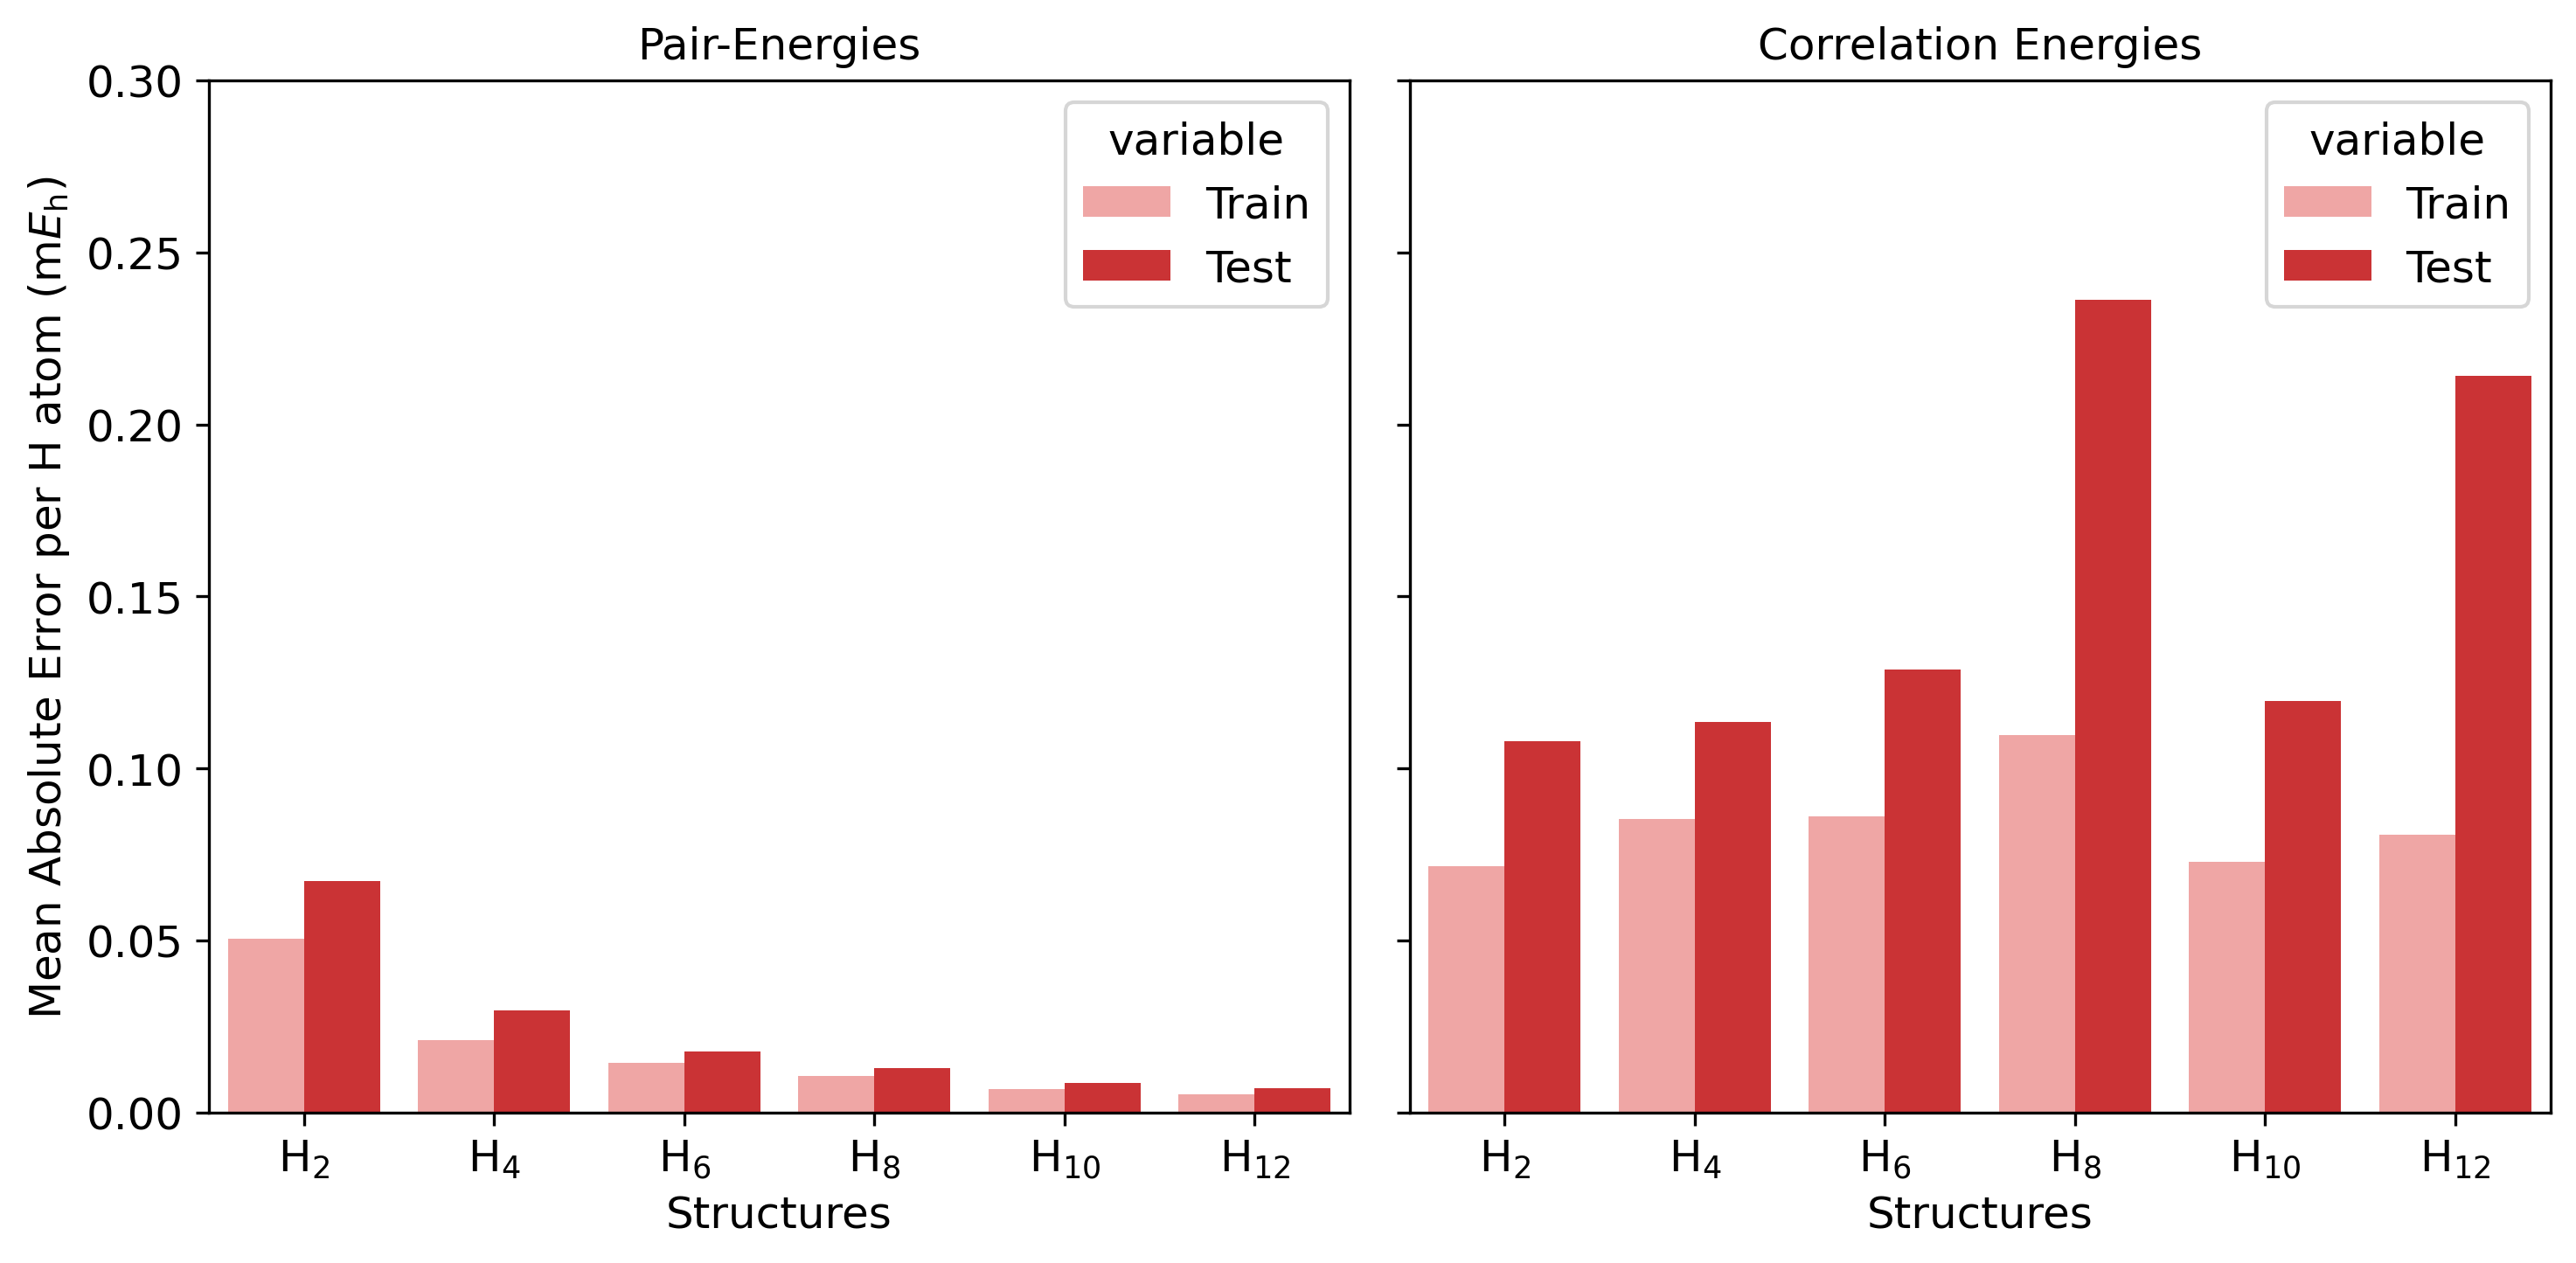 Pair-Energies
Correlation Energies
Mean Absolute Error per H atom (mE_h)
0.30
0.25
0.20
0.15
0.10
0.05
0.00
variable
Train
Test
variable
Train
Test
H₂ H₄ H₆ H₈ H₁₀ H₁₂
Structures
H₂ H₄ H₆ H₈ H₁₀ H₁₂
Structures